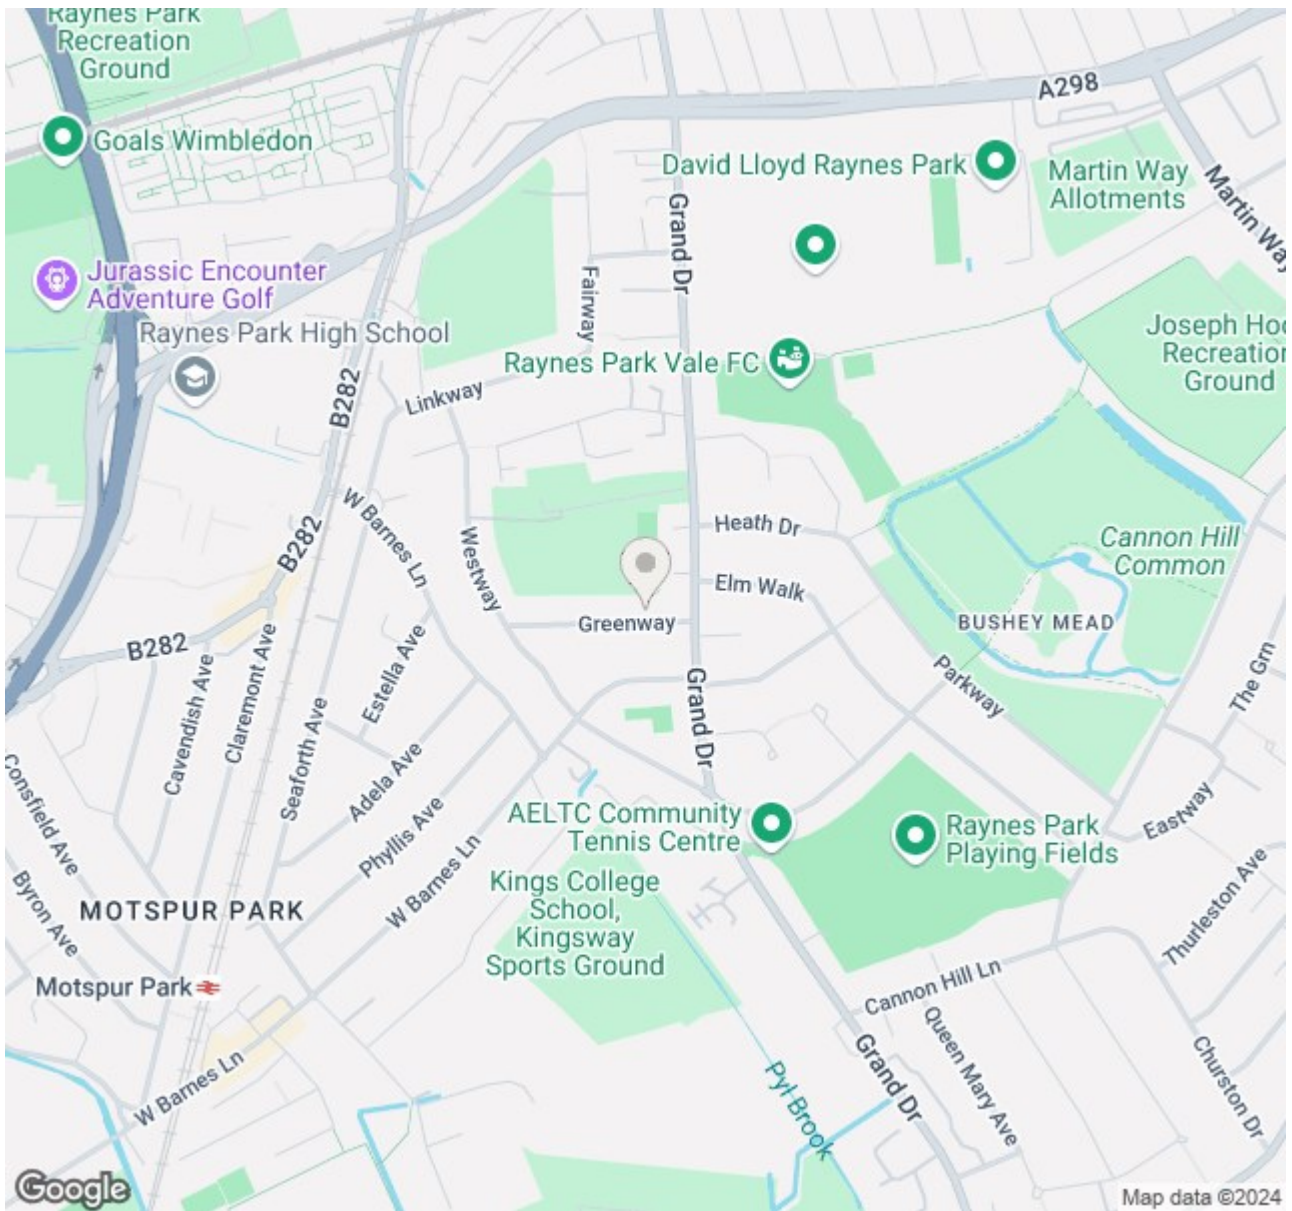 Raynes Park
Recreation
Ground
Goals Wimbledon
A298
David Lloyd Raynes Park
Martin Way
Allotments
Martin Way
Grand Dr
Jurassic Encounter
Adventure Golf
Fairway
Raynes Park High School
Joseph Hoo
Recreation
Ground
Raynes Park Vale FC
B282
Linkway
W Barnes Ln
Heath Dr
B282
Westway
Cannon Hill
Common
Elm Walk
Greenway
BUSHEY MEAD
B282
Estella Ave
Claremont Ave
Cavendish Ave
Parkway
The Grn
Grand Dr
Seaforth Ave
Adela Ave
Consfield Ave
AELTC Community
Tennis Centre
Raynes Park
Playing Fields
Eastway
Phyllis Ave
W Barnes Ln
Kings College
School,
Kingsway
Sports Ground
Byron Ave
MOTSPUR PARK
Thurleston Ave
Motspur Park
Cannon Hill Ln
Queen Mary Ave
Grand Dr
Churston Dr
W Barnes Ln
Pyl Brook
Google
Map data ©2024